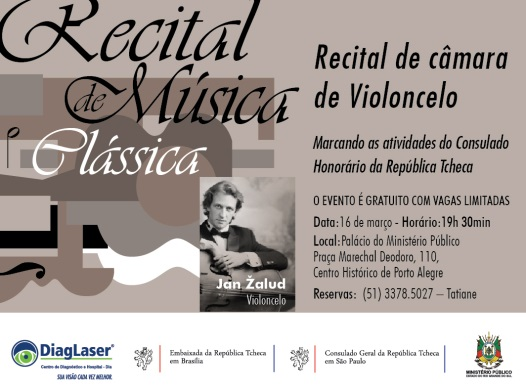 Recital
de Música
Clássica
Jan Žalud
Violoncelo
Recital de câmara
de Violoncelo
Marcando as atividades do Consulado
Honorário da República Tcheca
O EVENTO É GRATUITO COM VAGAS LIMITADAS
Data: 16 de março - Horário: 19h 30min
Local: Palácio do Ministério Público
Praça Marechal Deodoro, 110,
Centro Histórico de Porto Alegre
Reservas: (51) 3378.5027 – Tatiane
DiagLaser®
Centro de Diagnóstico e Hospital - Dia
SUA VISÃO CADA VEZ MELHOR.
Embaixada da República Tcheca
em Brasília
Consulado Geral da República Tcheca
em São Paulo
MINISTÉRIO PÚBLICO